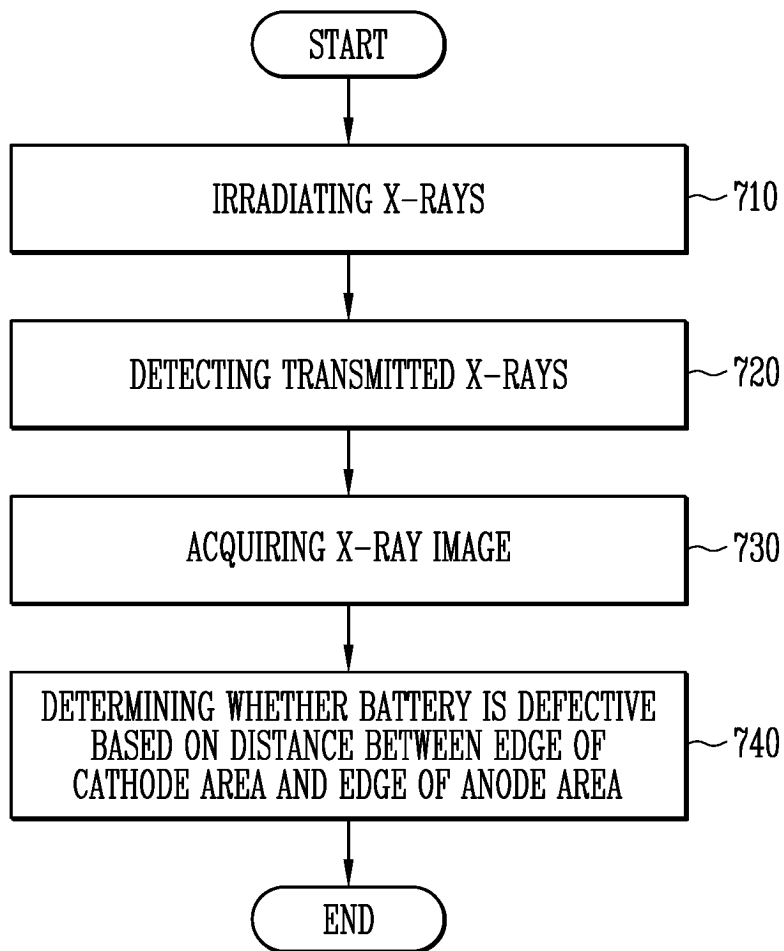 START
IRRADIATING X-RAYS
710
DETECTING TRANSMITTED X-RAYS
720
ACQUIRING X-RAY IMAGE
730
DETERMINING WHETHER BATTERY IS DEFECTIVE
BASED ON DISTANCE BETWEEN EDGE OF
CATHODE AREA AND EDGE OF ANODE AREA
740
END